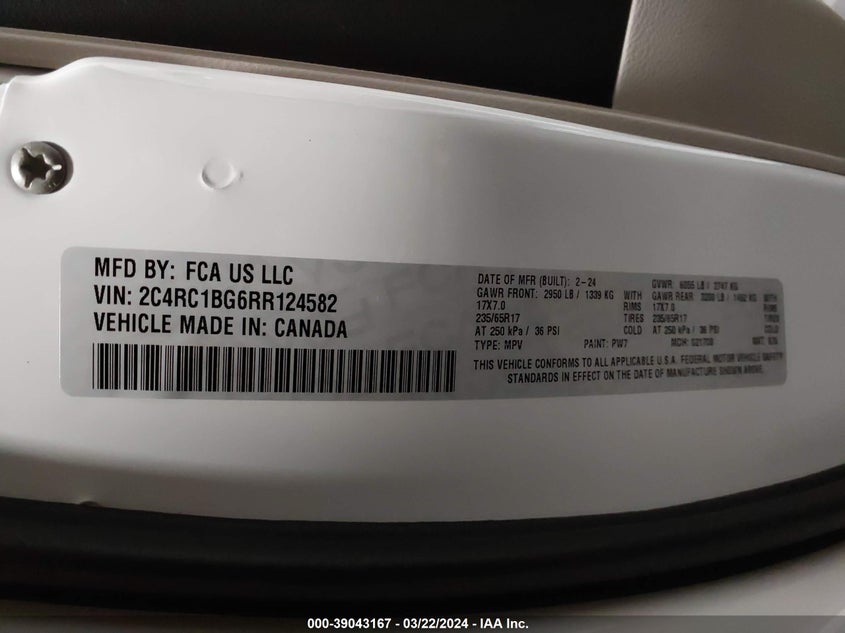 MFD BY: FCA US LLC
VIN: 2C4RC1BG6RR124582
VEHICLE MADE IN: CANADA
DATE OF MFR (BUILT): 2-24
GAWR FRONT: 2950 LB / 1339 KG WITH
17X7.0 RIMS
235/65R17 TIRES
AT 250 kPa / 36 PSI COLD
TYPE: MPV PAINT: PW7
GVWR: 6055 LB / 2747 KG
GAWR REAR: 3200 LB / 1452 KG WITH
17X7.0 RIMS
235/65R17 TIRES
AT 250 kPa / 36 PSI COLD
MDH:
THIS VEHICLE CONFORMS TO ALL APPLICABLE U.S.A. FEDERAL MOTOR VEHICLE SAFETY
STANDARDS IN EFFECT ON THE DATE OF MANUFACTURE SHOWN ABOVE.
000-39043167 - 03/22/2024 - IAA Inc.